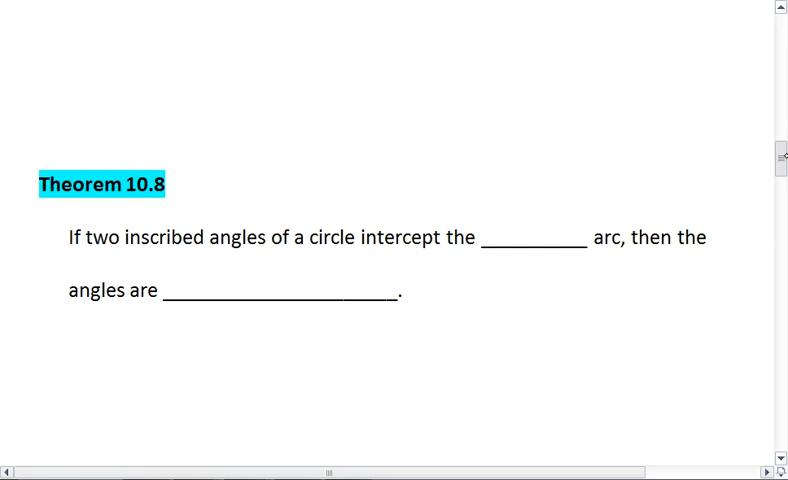 Theorem 10.8
If two inscribed angles of a circle intercept the __________ arc, then the
angles are ______________________.